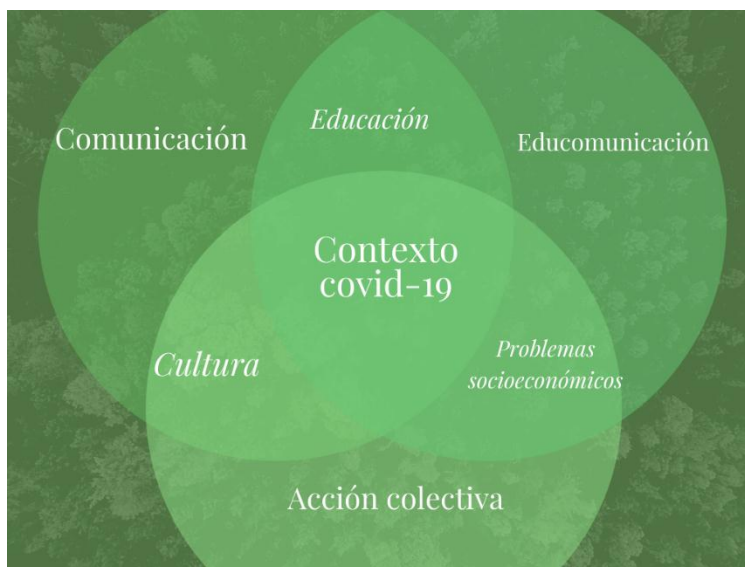 Educación
Comunicación
Educomunicación
Contexto
covid-19
Cultura
Problemas
socioeconómicos
Acción colectiva